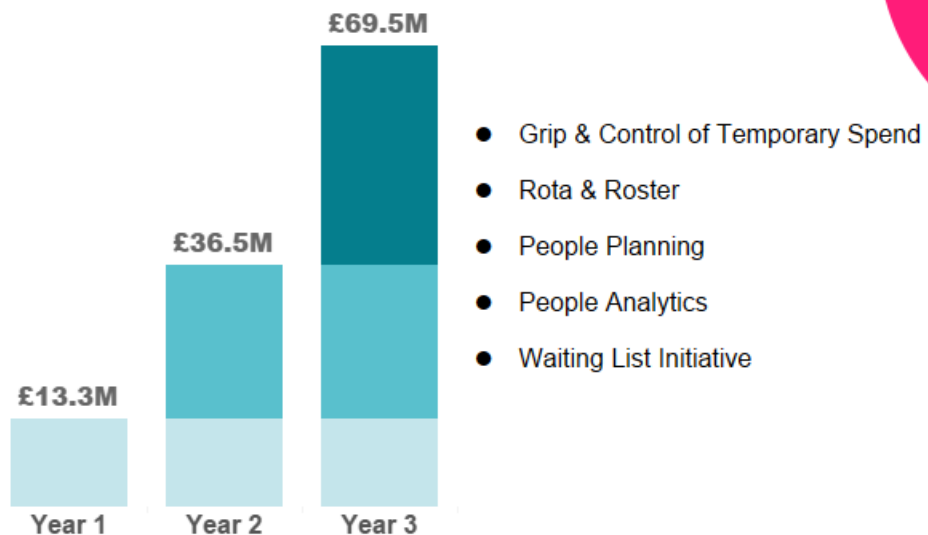 £69.5M
£36.5M
£13.3M
Year 1 Year 2 Year 3
● Grip & Control of Temporary Spend
● Rota & Roster
● People Planning
● People Analytics
● Waiting List Initiative